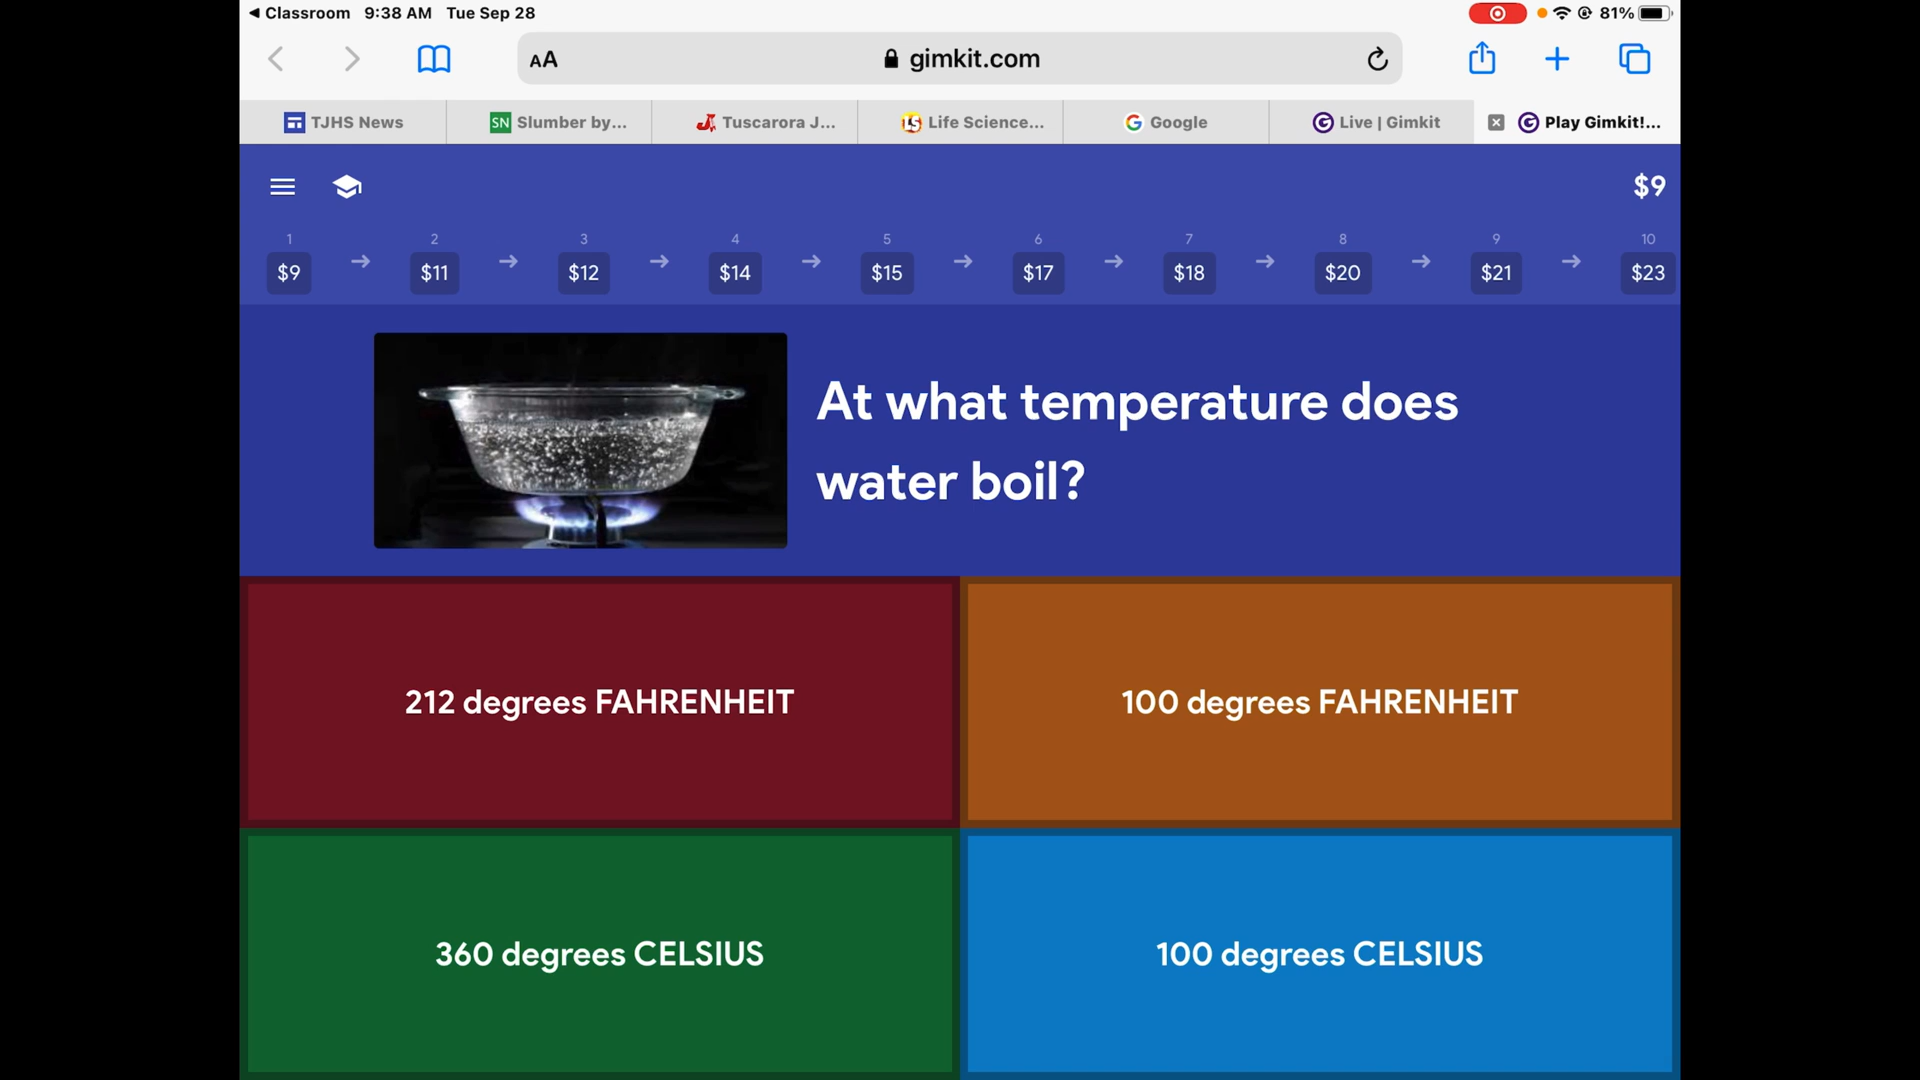 Classroom 9:38 AM Tue Sep 28 81%
AA gimkit.com
TJHS News SN Slumber by... Tuscarora J... LS Life Science... Google Live | Gimkit Play Gimkit!...
$9
1 2 3 4 5 6 7 8 9 10
$9 $11 $12 $14 $15 $17 $18 $20 $21 $23
At what temperature does
water boil?
212 degrees FAHRENHEIT
100 degrees FAHRENHEIT
360 degrees CELSIUS
100 degrees CELSIUS